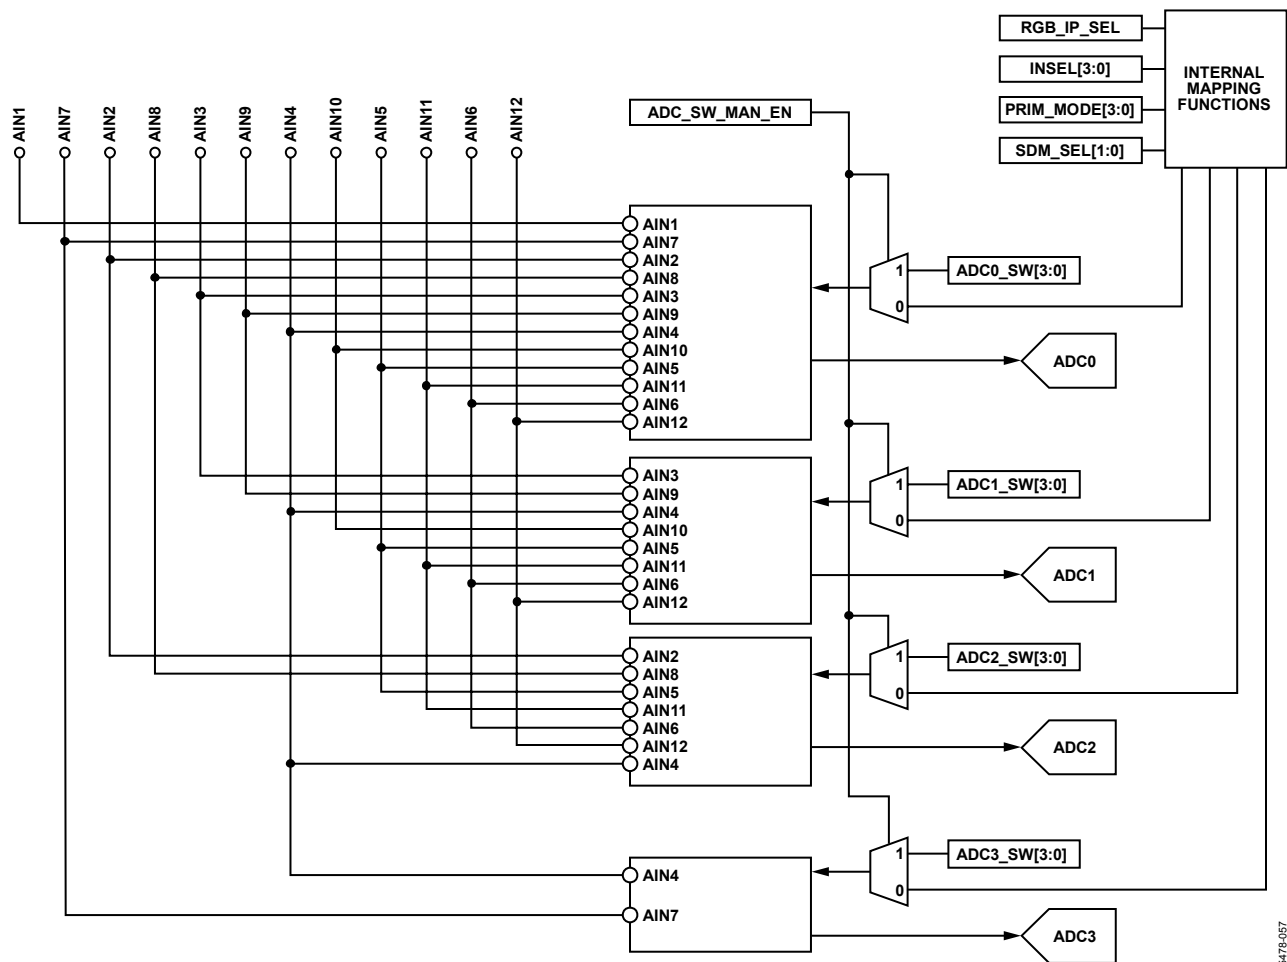 AIN1
AIN7
AIN2
AIN8
AIN3
AIN9
AIN4
AIN10
AIN5
AIN11
AIN6
AIN12
ADC_SW_MAN_EN
RGB_IP_SEL
INSEL[3:0]
PRIM_MODE[3:0]
SDM_SEL[1:0]
INTERNAL
MAPPING
FUNCTIONS
AIN1
AIN7
AIN2
AIN8
AIN3
AIN9
AIN4
AIN10
AIN5
AIN11
AIN6
AIN12
1
0
ADC0_SW[3:0]
ADC0
AIN3
AIN9
AIN4
AIN10
AIN5
AIN11
AIN6
AIN12
1
0
ADC1_SW[3:0]
ADC1
AIN2
AIN8
AIN5
AIN11
AIN6
AIN12
AIN4
1
0
ADC2_SW[3:0]
ADC2
AIN4
AIN7
1
0
ADC3_SW[3:0]
ADC3